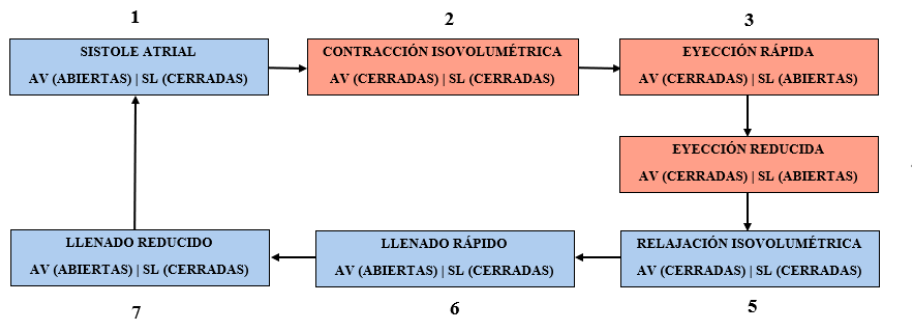 1
2
3
SISTOLE ATRIAL
AV (ABIERTAS) | SL (CERRADAS)
CONTRACCIÓN ISOVOLUMÉTRICA
AV (CERRADAS) | SL (CERRADAS)
EYECCIÓN RÁPIDA
AV (CERRADAS) | SL (ABIERTAS)
EYECCIÓN REDUCIDA
AV (CERRADAS) | SL (ABIERTAS)
LLENADO REDUCIDO
AV (ABIERTAS) | SL (CERRADAS)
LLENADO RÁPIDO
AV (ABIERTAS) | SL (CERRADAS)
RELAJACIÓN ISOVOLUMÉTRICA
AV (CERRADAS) | SL (CERRADAS)
7
6
5